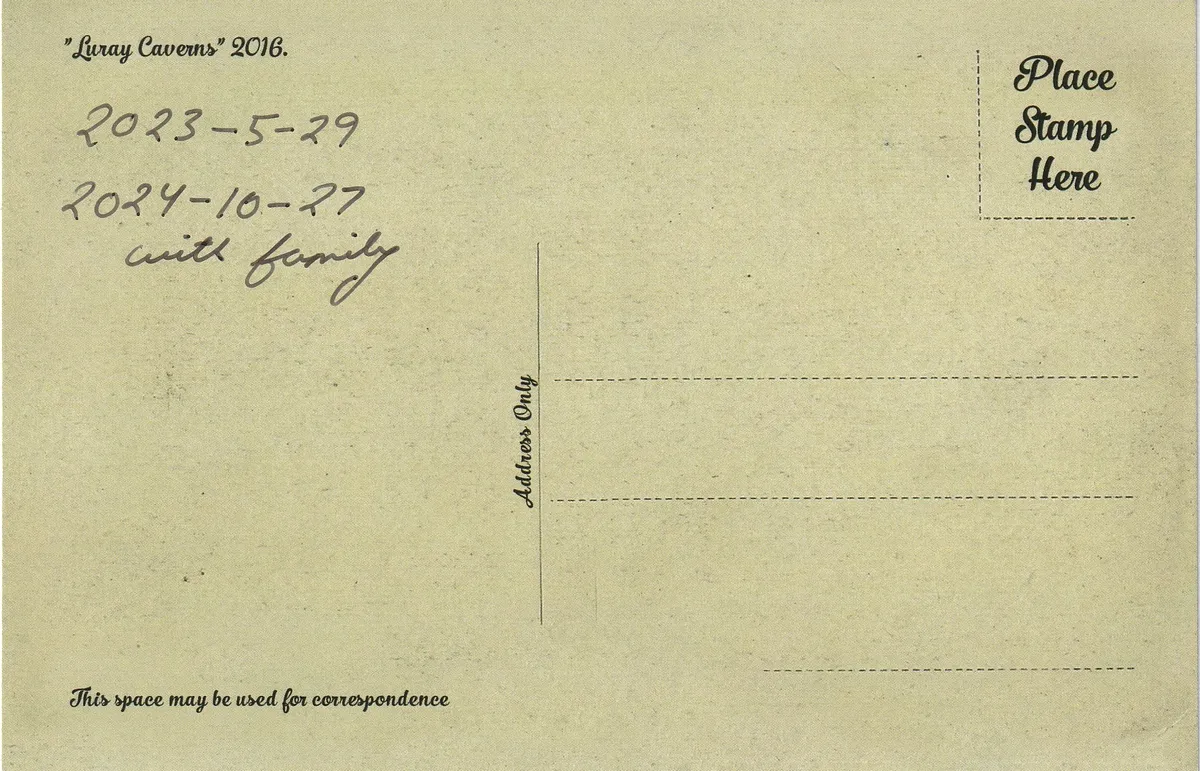 "Luray Caverns" 2016.
2023-5-29
2024-10-27
with family
Place
Stamp
Here
Address Only
This space may be used for correspondence